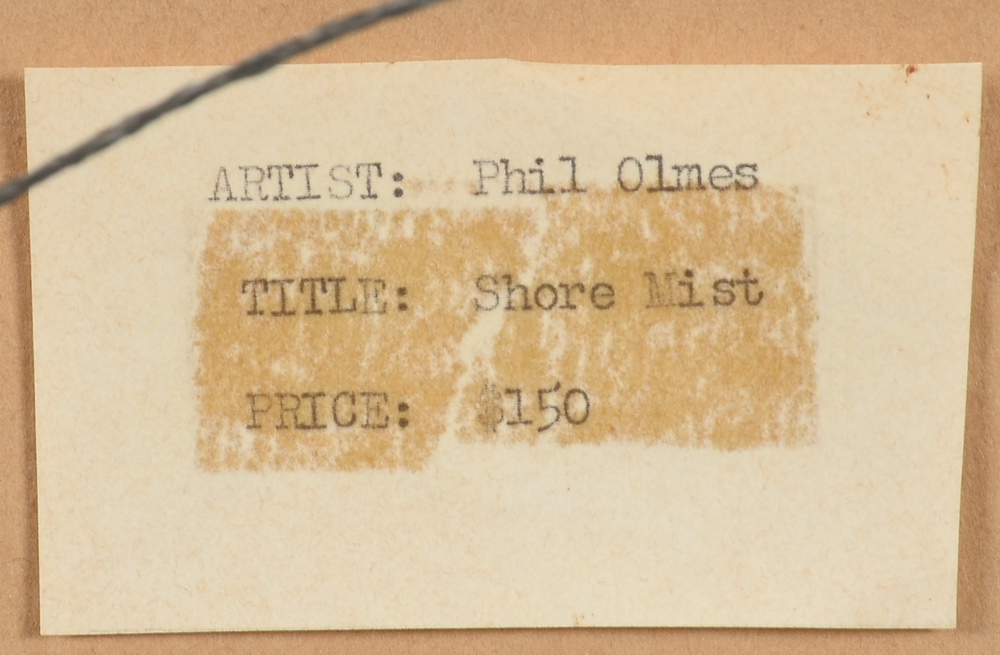 ARTIST: Phil Olmes
TITLE: Shore Mist
PRICE: $150